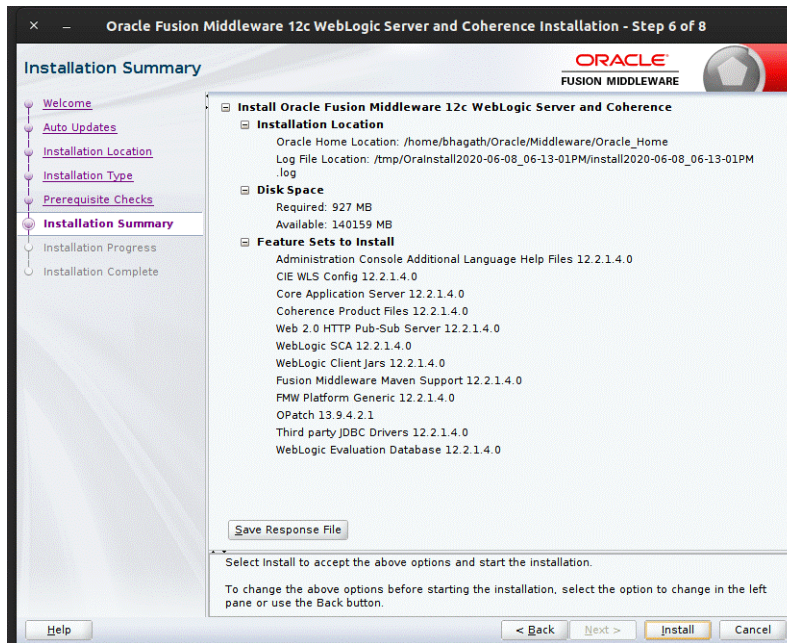 Oracle Fusion Middleware 12c WebLogic Server and Coherence Installation - Step 6 of 8
Installation Summary
ORACLE
FUSION MIDDLEWARE
Welcome
Auto Updates
Installation Location
Installation Type
Prerequisite Checks
Installation Summary
Installation Progress
Installation Complete
Install Oracle Fusion Middleware 12c WebLogic Server and Coherence
Installation Location
Oracle Home Location: /home/bhagath/Oracle/Middleware/Oracle_Home
Log File Location: /tmp/OraInstall2020-06-08_06-13-01PM/install2020-06-08_06-13-01PM
.log
Disk Space
Required: 927 MB
Available: 140159 MB
Feature Sets to Install
Administration Console Additional Language Help Files 12.2.1.4.0
CIE WLS Config 12.2.1.4.0
Core Application Server 12.2.1.4.0
Coherence Product Files 12.2.1.4.0
Web 2.0 HTTP Pub-Sub Server 12.2.1.4.0
WebLogic SCA 12.2.1.4.0
WebLogic Client Jars 12.2.1.4.0
Fusion Middleware Maven Support 12.2.1.4.0
FMW Platform Generic 12.2.1.4.0
OPatch 13.9.4.2.1
Third party JDBC Drivers 12.2.1.4.0
WebLogic Evaluation Database 12.2.1.4.0
Save Response File
Select Install to accept the above options and start the installation.
To change the above options before starting the installation, select the option to change in the left
pane or use the Back button.
Help
< Back
Next >
Install
Cancel